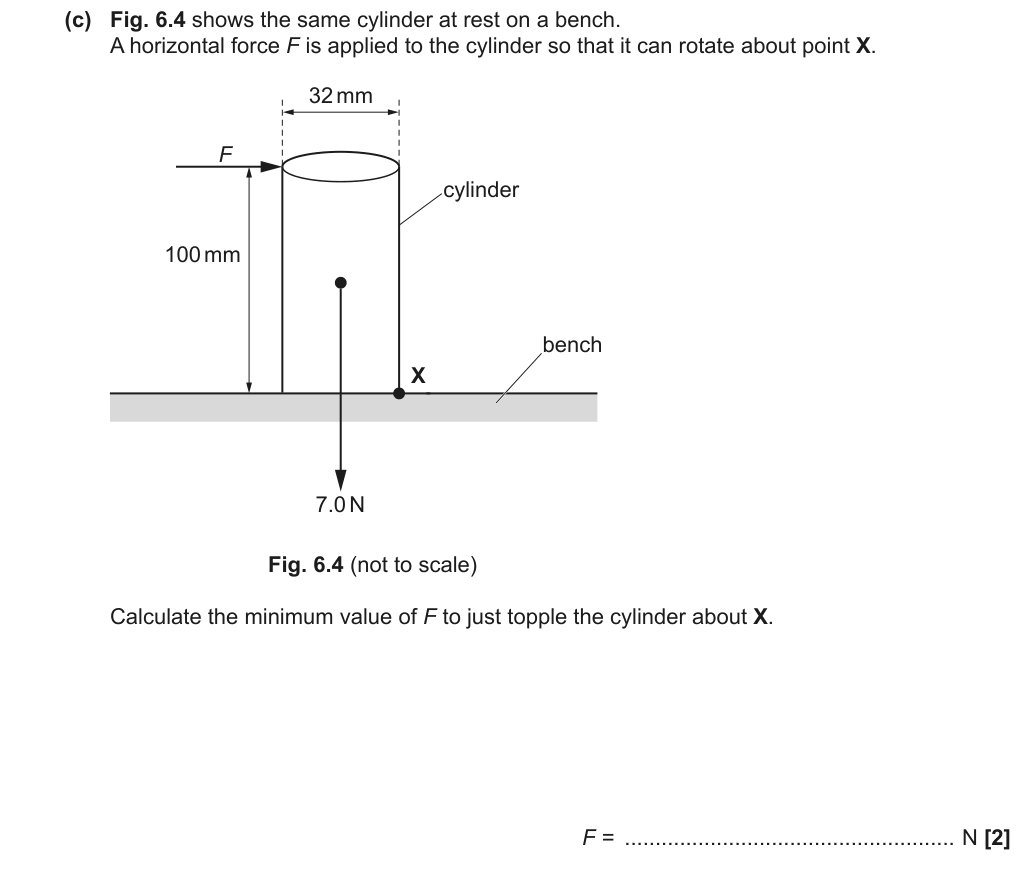 (c) Fig. 6.4 shows the same cylinder at rest on a bench.
A horizontal force F is applied to the cylinder so that it can rotate about point X.
32 mm
F
cylinder
100 mm
bench
X
7.0 N
Fig. 6.4 (not to scale)
Calculate the minimum value of F to just topple the cylinder about X.
F = ..................................................... N [2]